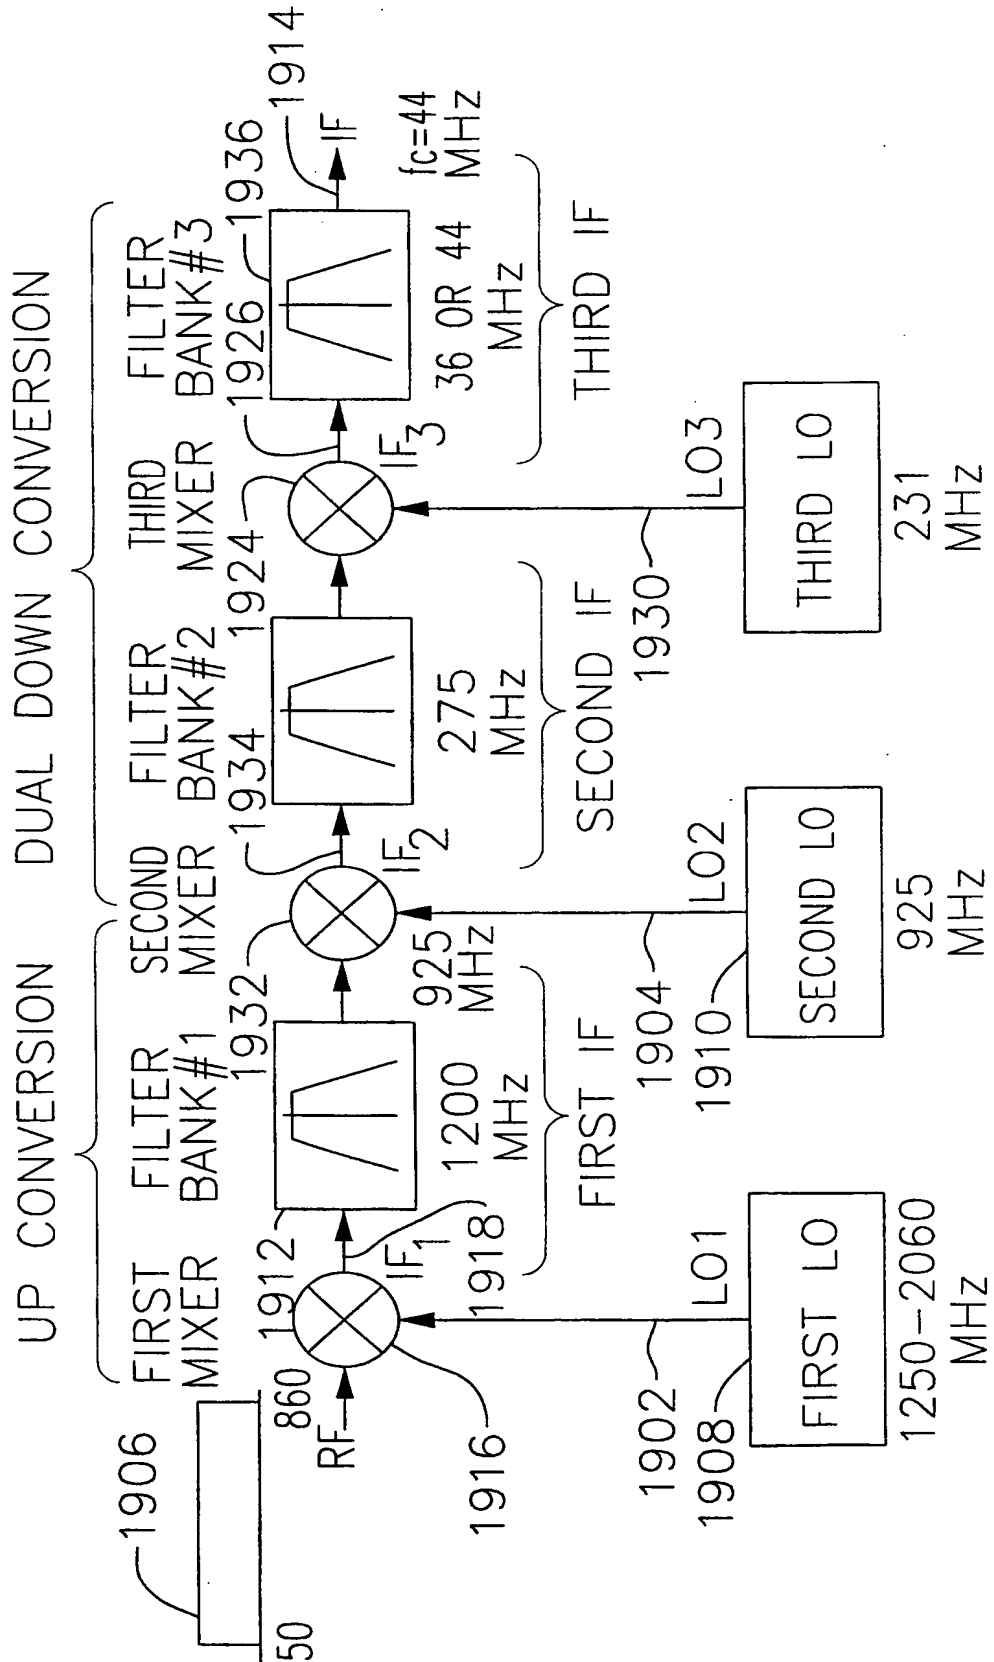 UP CONVERSION
DUAL DOWN CONVERSION
FIRST
MIXER
FILTER
BANK#1
SECOND
MIXER
FILTER
BANK#2
THIRD
MIXER
FILTER
BANK#3
1906
50
860
RF
1912
1932
1934
1924
1926
1936
1914
IF
IF1
1918
1916
1200
MHz
925
MHz
IF2
275
MHz
IF3
36 OR 44
MHz
fc=44
MHz
FIRST IF
SECOND IF
THIRD IF
1902
1908
LO1
1904
1910
LO2
1930
LO3
FIRST LO
SECOND LO
THIRD LO
1250-2060
MHz
925
MHz
231
MHz